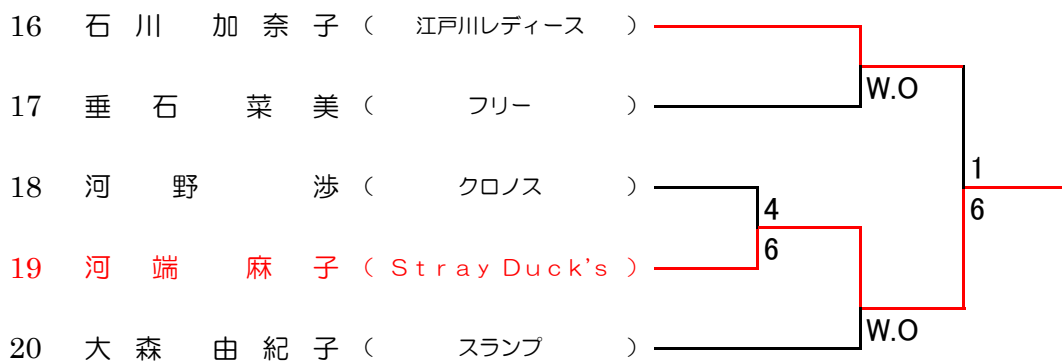 16 石川 加奈子 ( 江戸川レディース )
W.O
17 垂石 菜美 ( フリー )
1
18 河野 渉 ( クロノス )
4
6
6
19 河端 麻子 ( Stray Duck's )
W.O
20 大森 由紀子 ( スランプ )